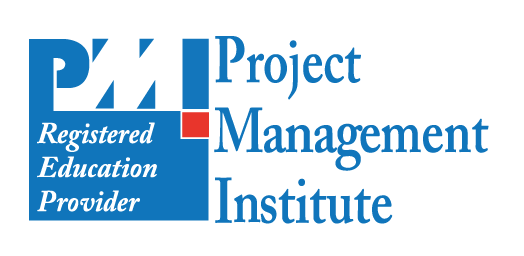 PMI
Registered
Education
Provider
Project
Management
Institute